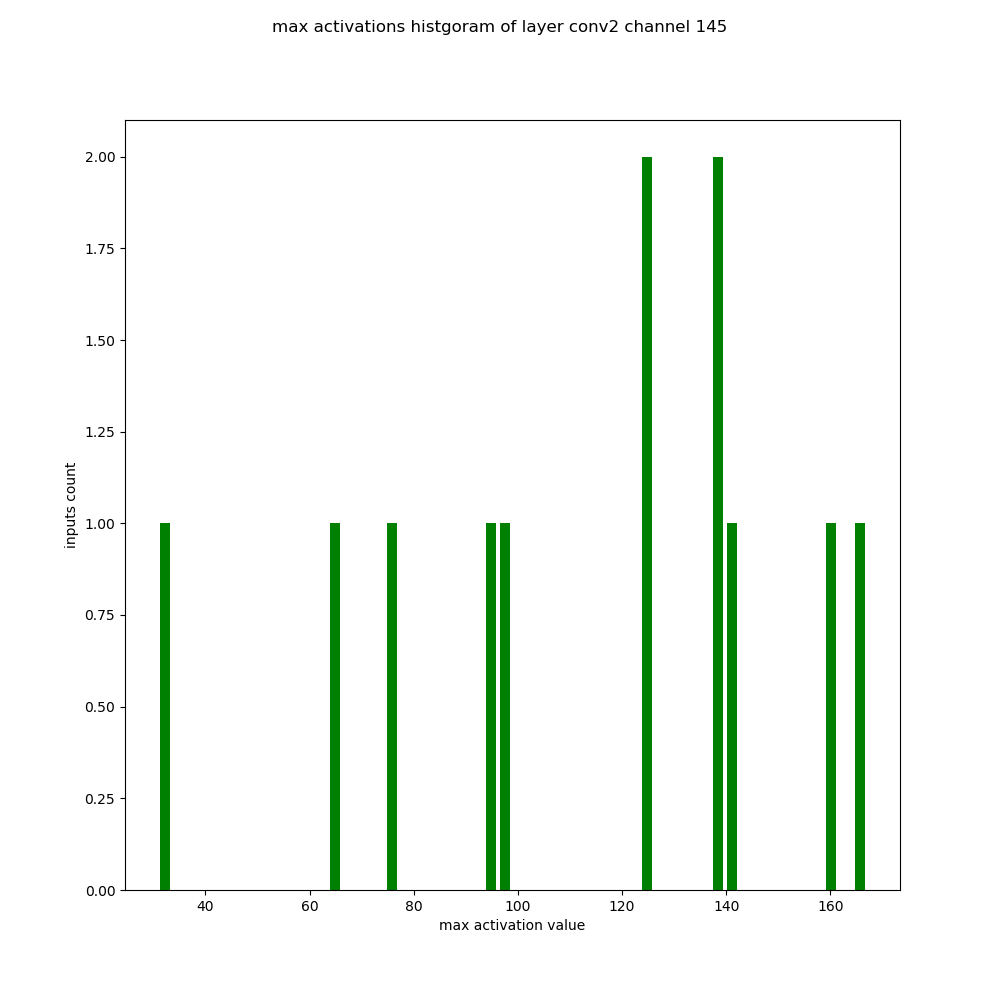 max activations histgoram of layer conv2 channel 145
2.00
1.75
1.50
1.25
1.00
0.75
0.50
0.25
0.00
inputs count
40 60 80 100 120 140 160
max activation value